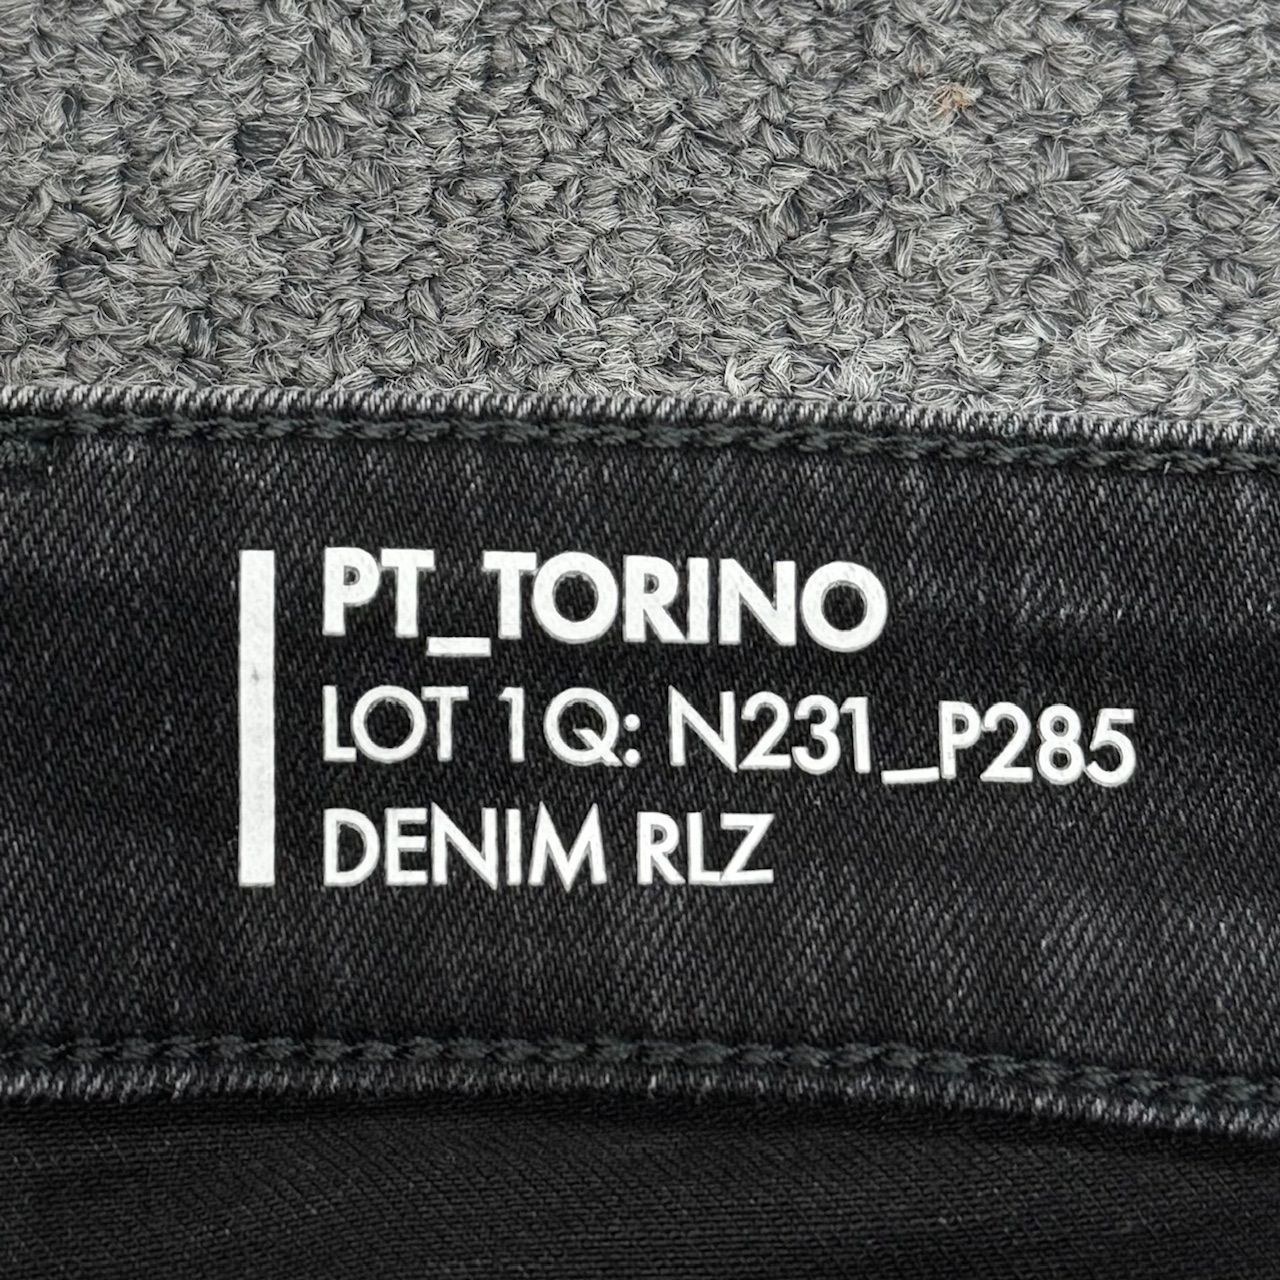 PT_TORINO
LOT 1Q: N231_P285
DENIM RLZ